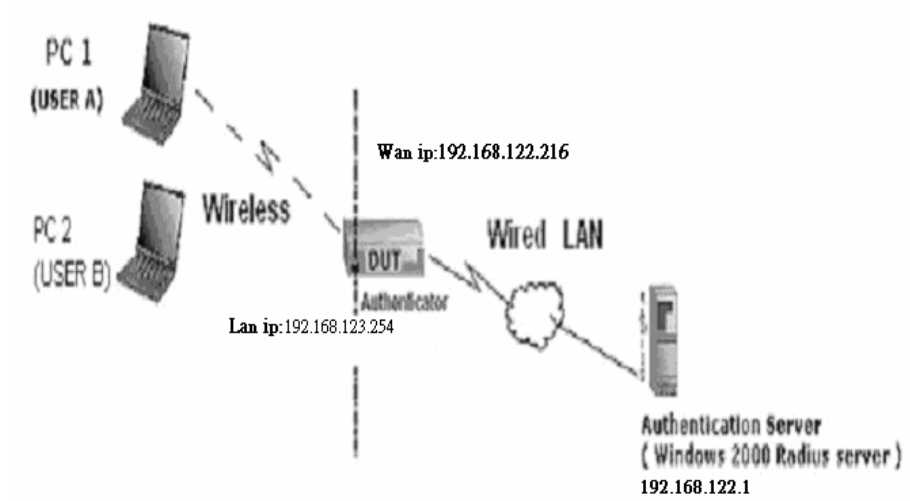 PC 1
(USER A)
Wan ip:192.168.122.216
Wireless
PC 2
(USER B)
Wired LAN
DUT
Authenticator
Lan ip:192.168.123.254
Authentication Server
( Windows 2000 Radius server )
192.168.122.1